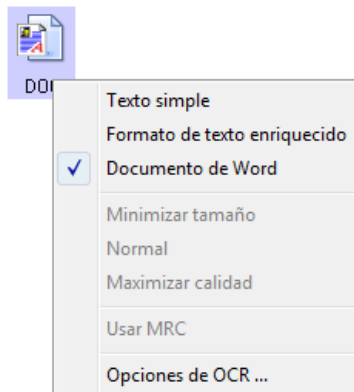 DO
Texto simple
Formato de texto enriquecido
Documento de Word
Minimizar tamaño
Normal
Maximizar calidad
Usar MRC
Opciones de OCR ...